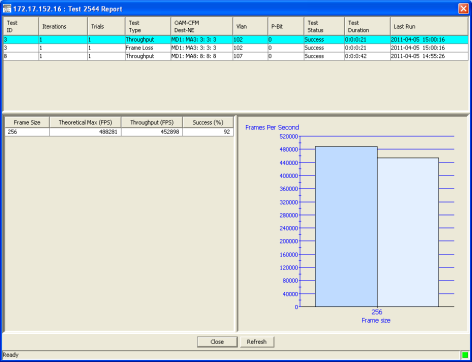 172.17.152.16 : Test 2544 Report
Test ID Iterations Trials Test Type OAM-CFM Dest-NE Vlan P-Bit Test Status Test Duration Last Run
3 1 1 Throughput MD1: MA3: 3: 3: 3 102 0 Success 0:0:0:21 2011-04-05 15:00:16
3 1 1 Frame Loss MD1: MA3: 3: 3: 3 102 0 Success 0:0:0:21 2011-04-05 15:00:16
8 1 1 Throughput MD1: MA8: 8: 8: 8 107 0 Success 0:0:0:42 2011-04-05 14:55:26
Frame Size Theoretical Max (FPS) Throughput (FPS) Success (%)
256 488281 452898 92
Frames Per Second
520000
480000
440000
400000
360000
320000
280000
240000
200000
160000
120000
80000
40000
0
256
Frame size
Close Refresh
Ready